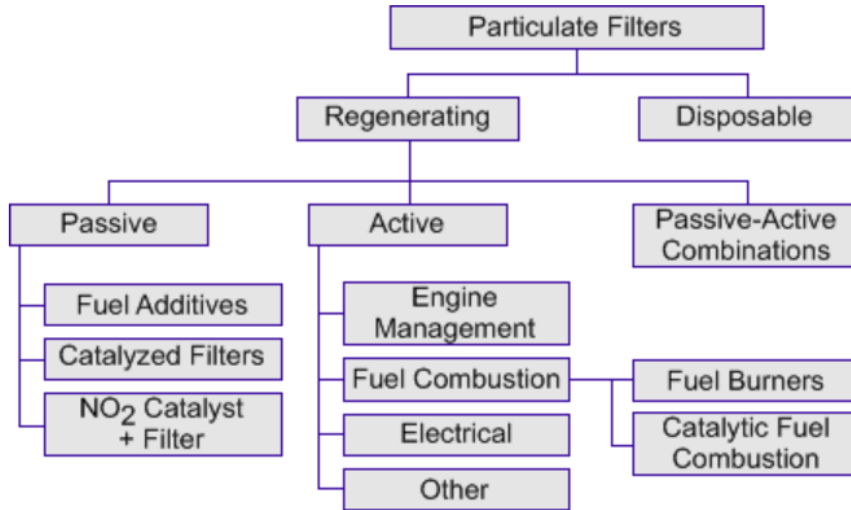 Particulate Filters
Regenerating
Disposable
Passive
Active
Passive-Active
Combinations
Fuel Additives
Catalyzed Filters
NO2 Catalyst
+ Filter
Engine
Management
Fuel Combustion
Electrical
Other
Fuel Burners
Catalytic Fuel
Combustion